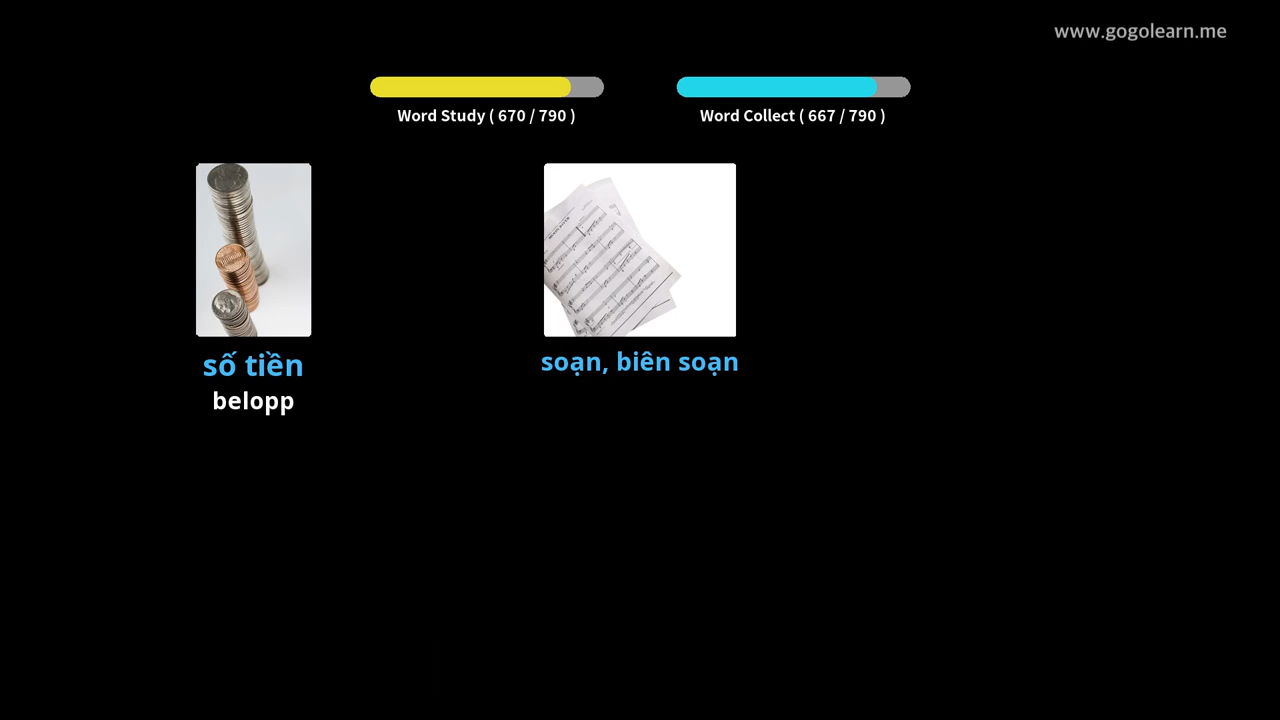 www.gogolearn.me
Word Study ( 670 / 790 )
Word Collect ( 667 / 790 )
số tiền
belopp
soạn, biên soạn